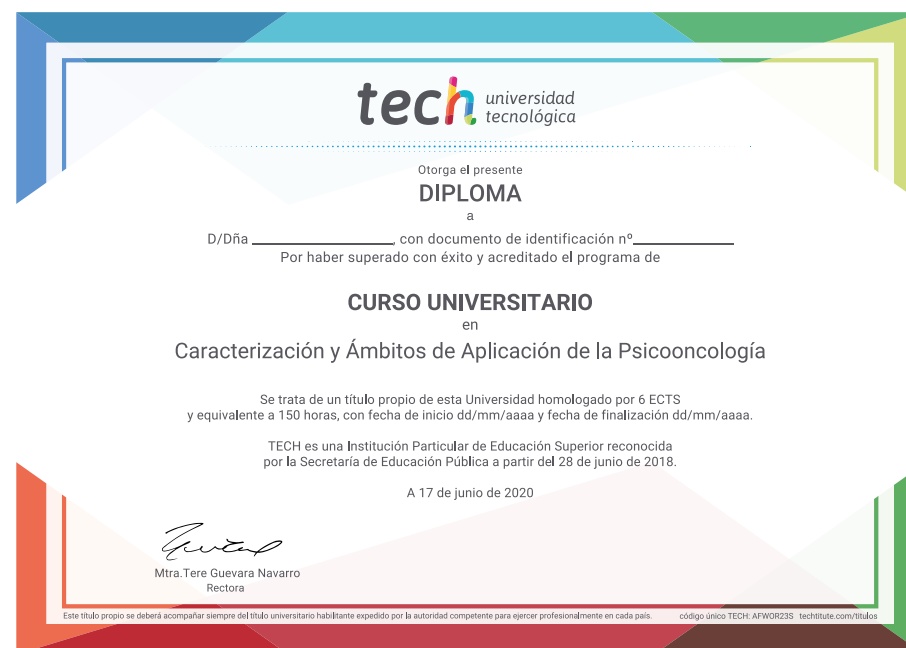 tech universidad
tecnológica
Otorga el presente
DIPLOMA
a
D/Dña ____________________, con documento de identificación nº______________
Por haber superado con éxito y acreditado el programa de
CURSO UNIVERSITARIO
en
Caracterización y Ámbitos de Aplicación de la Psicooncología
Se trata de un título propio de esta Universidad homologado por 6 ECTS
y equivalente a 150 horas, con fecha de inicio dd/mm/aaaa y fecha de finalización dd/mm/aaaa.
TECH es una Institución Particular de Educación Superior reconocida
por la Secretaría de Educación Pública a partir del 28 de junio de 2018.
A 17 de junio de 2020
Mtra.Tere Guevara Navarro
Rectora
Este título propio se deberá acompañar siempre del título universitario habilitante expedido por la autoridad competente para ejercer profesionalmente en cada país. código único TECH: AFWOR23S techtitute.com/titulos